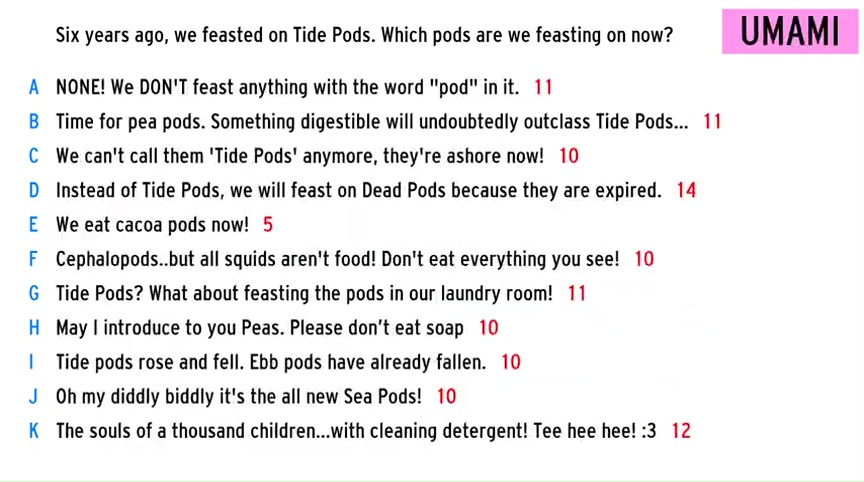 Six years ago, we feasted on Tide Pods. Which pods are we feasting on now?
UMAMI
A NONE! We DON'T feast anything with the word "pod" in it. 11
B Time for pea pods. Something digestible will undoubtedly outclass Tide Pods... 11
C We can't call them 'Tide Pods' anymore, they're ashore now! 10
D Instead of Tide Pods, we will feast on Dead Pods because they are expired. 14
E We eat cacoa pods now! 5
F Cephalopods..but all squids aren't food! Don't eat everything you see! 10
G Tide Pods? What about feasting the pods in our laundry room! 11
H May I introduce to you Peas. Please don’t eat soap 10
I Tide pods rose and fell. Ebb pods have already fallen. 10
J Oh my diddly biddly it's the all new Sea Pods! 10
K The souls of a thousand children...with cleaning detergent! Tee hee hee! :3 12